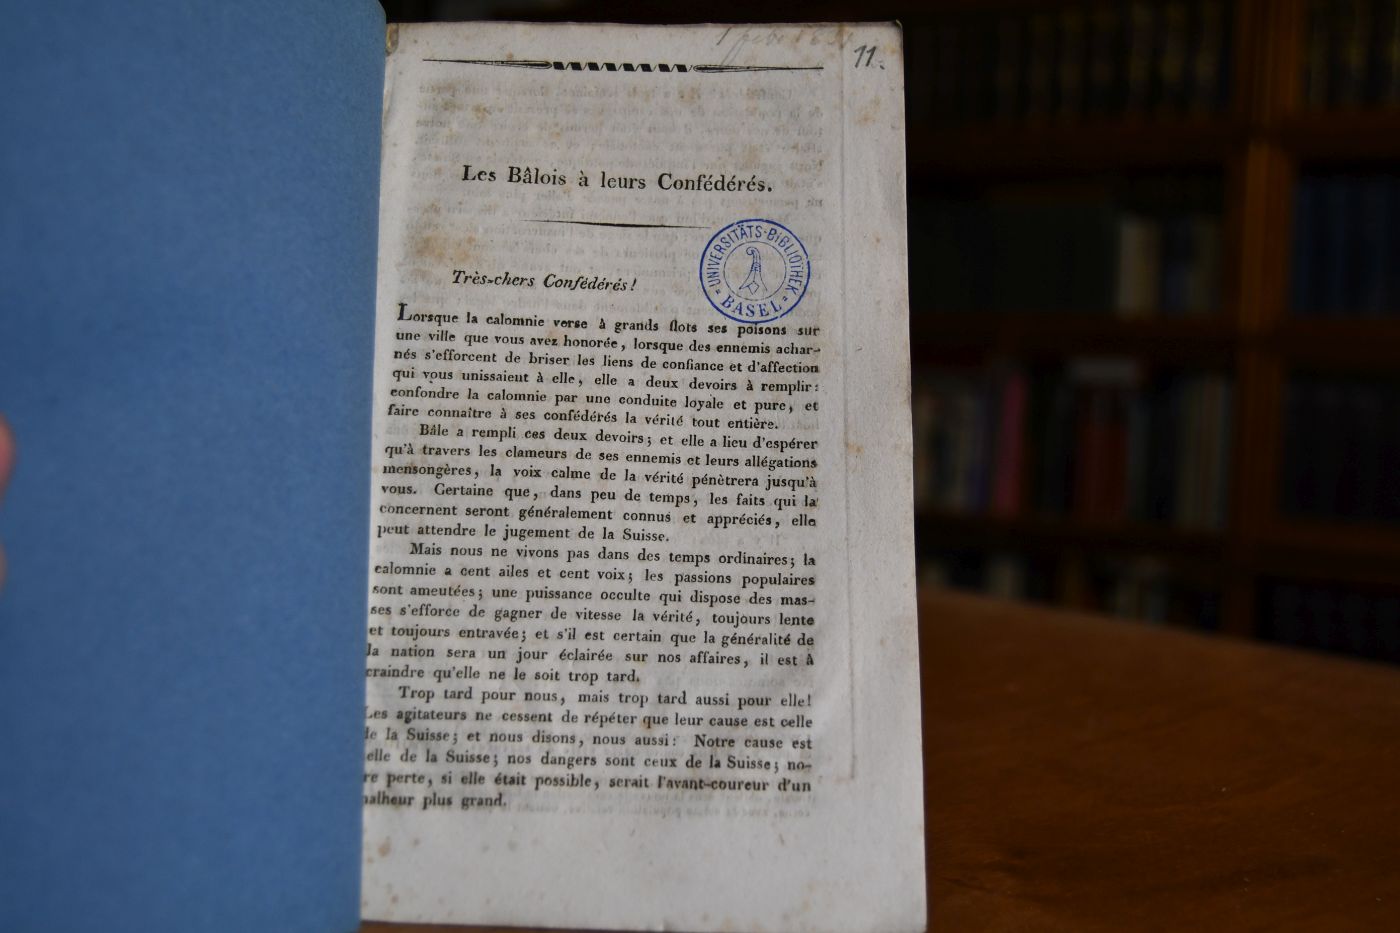 11.
Les Bâlois à leurs Confédérés.
UNIVERSITÄTS-BIBLIOTHEK
BASEL
Très-chers Confédérés!
Lorsque la calomnie verse à grands flots ses poisons sur
une ville que vous avez honorée, lorsque des ennemis achar-
nés s'efforcent de briser les liens de confiance et d'affection
qui vous unissaient à elle, elle a deux devoirs à remplir:
confondre la calomnie par une conduite loyale et pure, et
faire connaître à ses confédérés la vérité tout entière.
Bâle a rempli ces deux devoirs; et elle a lieu d'espérer
qu'à travers les clameurs de ses ennemis et leurs allégations
mensongères, la voix calme de la vérité pénètrera jusqu'à
vous. Certaine que, dans peu de temps, les faits qui la
concernent seront généralement connus et appréciés, elle
peut attendre le jugement de la Suisse.
Mais nous ne vivons pas dans des temps ordinaires; la
calomnie a cent ailes et cent voix; les passions populaires
sont ameutées; une puissance occulte qui dispose des mas-
ses s'efforce de gagner de vitesse la vérité, toujours lente
et toujours entravée; et s'il est certain que la généralité de
la nation sera un jour éclairée sur nos affaires, il est à
craindre qu'elle ne le soit trop tard.
Trop tard pour nous, mais trop tard aussi pour elle!
Les agitateurs ne cessent de répéter que leur cause est celle
de la Suisse; et nous disons, nous aussi: Notre cause est
elle de la Suisse; nos dangers sont ceux de la Suisse; no-
re perte, si elle était possible, serait l'avant-coureur d'un
malheur plus grand.